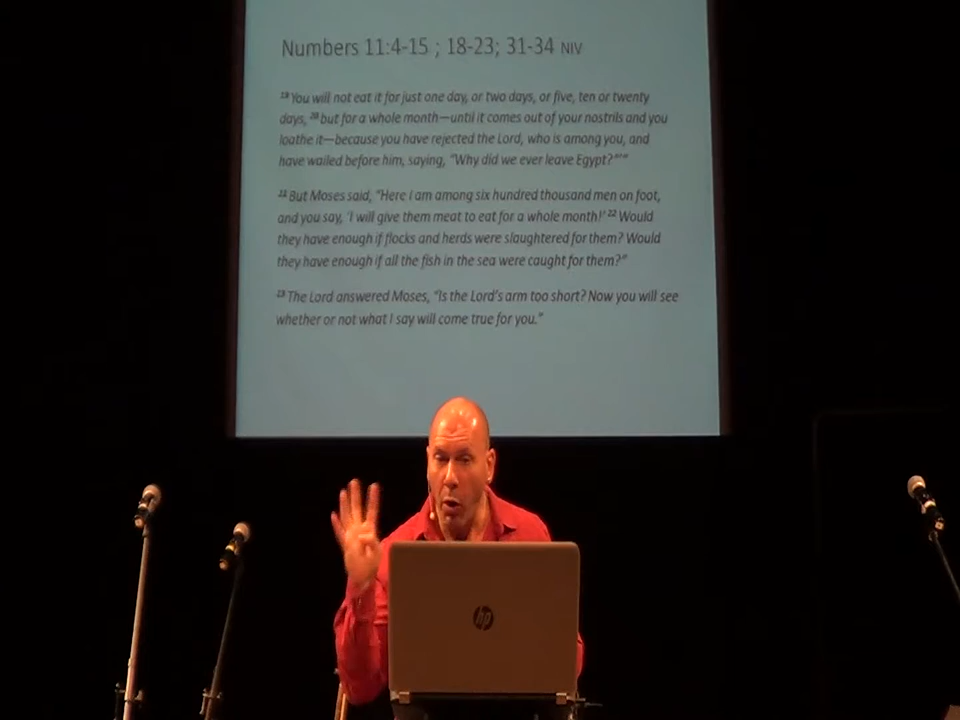 Numbers 11:4-15 ; 18-23; 31-34 NIV
¹⁹ You will not eat it for just one day, or two days, or five, ten or twenty
days, ²⁰ but for a whole month—until it comes out of your nostrils and you
loathe it—because you have rejected the Lord, who is among you, and
have wailed before him, saying, “Why did we ever leave Egypt?”’”
²¹ But Moses said, “Here I am among six hundred thousand men on foot,
and you say, ‘I will give them meat to eat for a whole month!’ ²² Would
they have enough if flocks and herds were slaughtered for them? Would
they have enough if all the fish in the sea were caught for them?”
²³ The Lord answered Moses, “Is the Lord’s arm too short? Now you will see
whether or not what I say will come true for you.”
hp